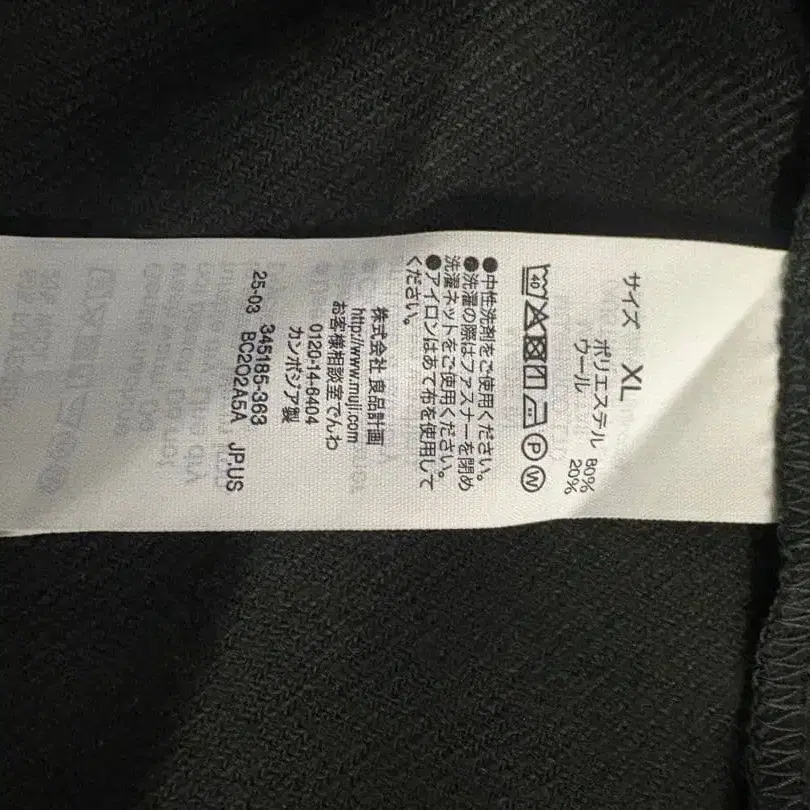 サイズ XL
ポリエステル 80%
ウール 20%
40
P W
●中性洗剤をご使用ください。
●洗濯の際はファスナーを閉め
洗濯ネットをご使用ください。
●アイロンはあて布を使用して
ください。
株式会社 良品計画
http://www.muji.com
お客様相談室でんわ
0120-14-6404
カンボジア製
345185-363
25-03 BC2O2A5A JP.US